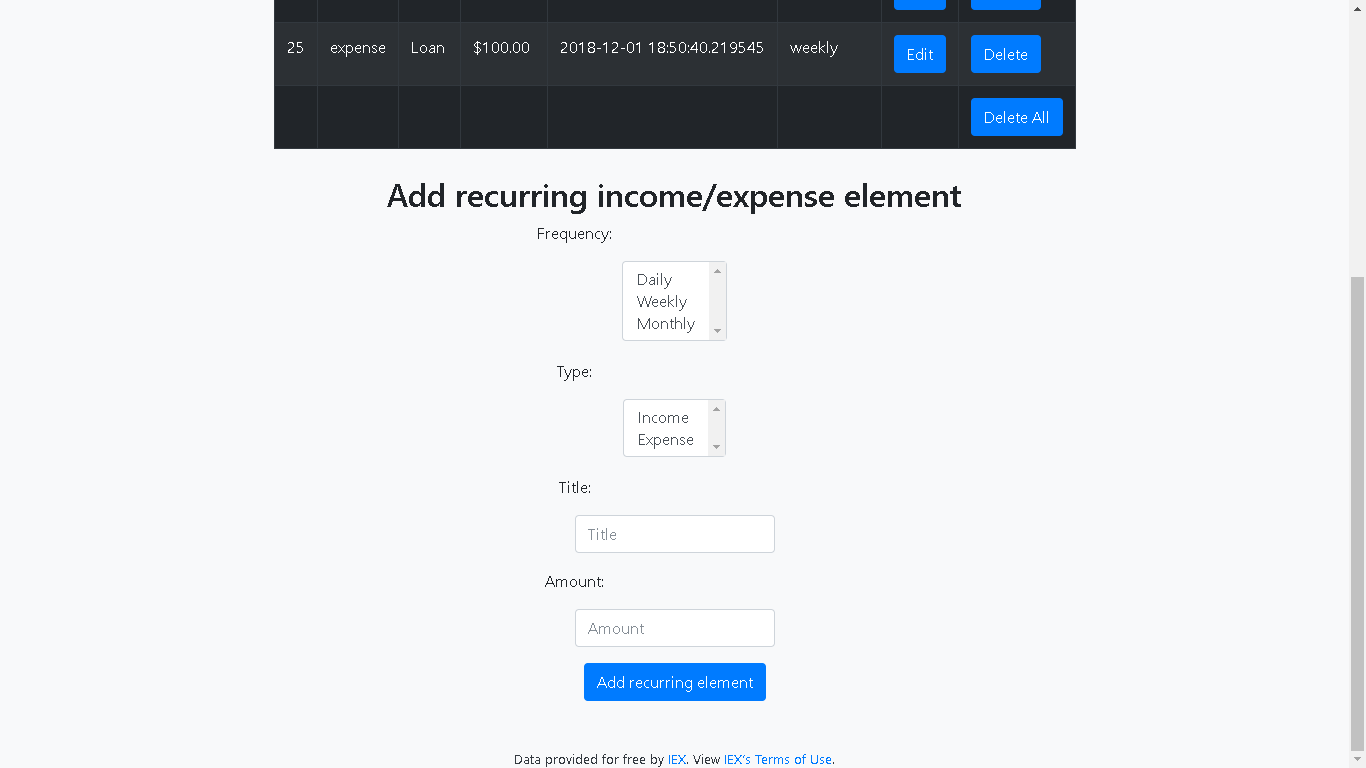 25 expense Loan $100.00 2018-12-01 18:50:40.219545 weekly Edit Delete
Delete All
Add recurring income/expense element
Frequency:
Daily
Weekly
Monthly
Type:
Income
Expense
Title:
Title
Amount:
Amount
Add recurring element
Data provided for free by IEX. View IEX's Terms of Use.